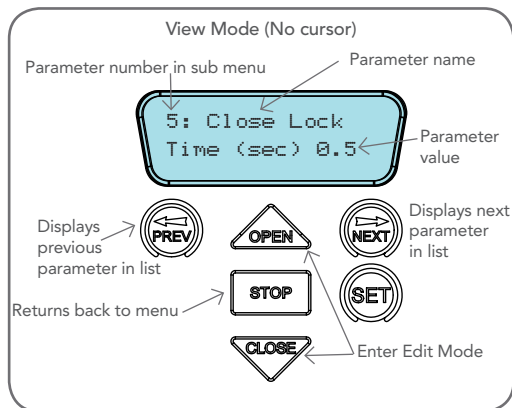 View Mode (No cursor)
Parameter number in sub menu
Parameter name
5: Close Lock
Time (sec) 0.5
Parameter
value
Displays
previous
parameter in list
PREV
OPEN
NEXT
Displays next
parameter
in list
Returns back to menu
STOP
SET
CLOSE
Enter Edit Mode